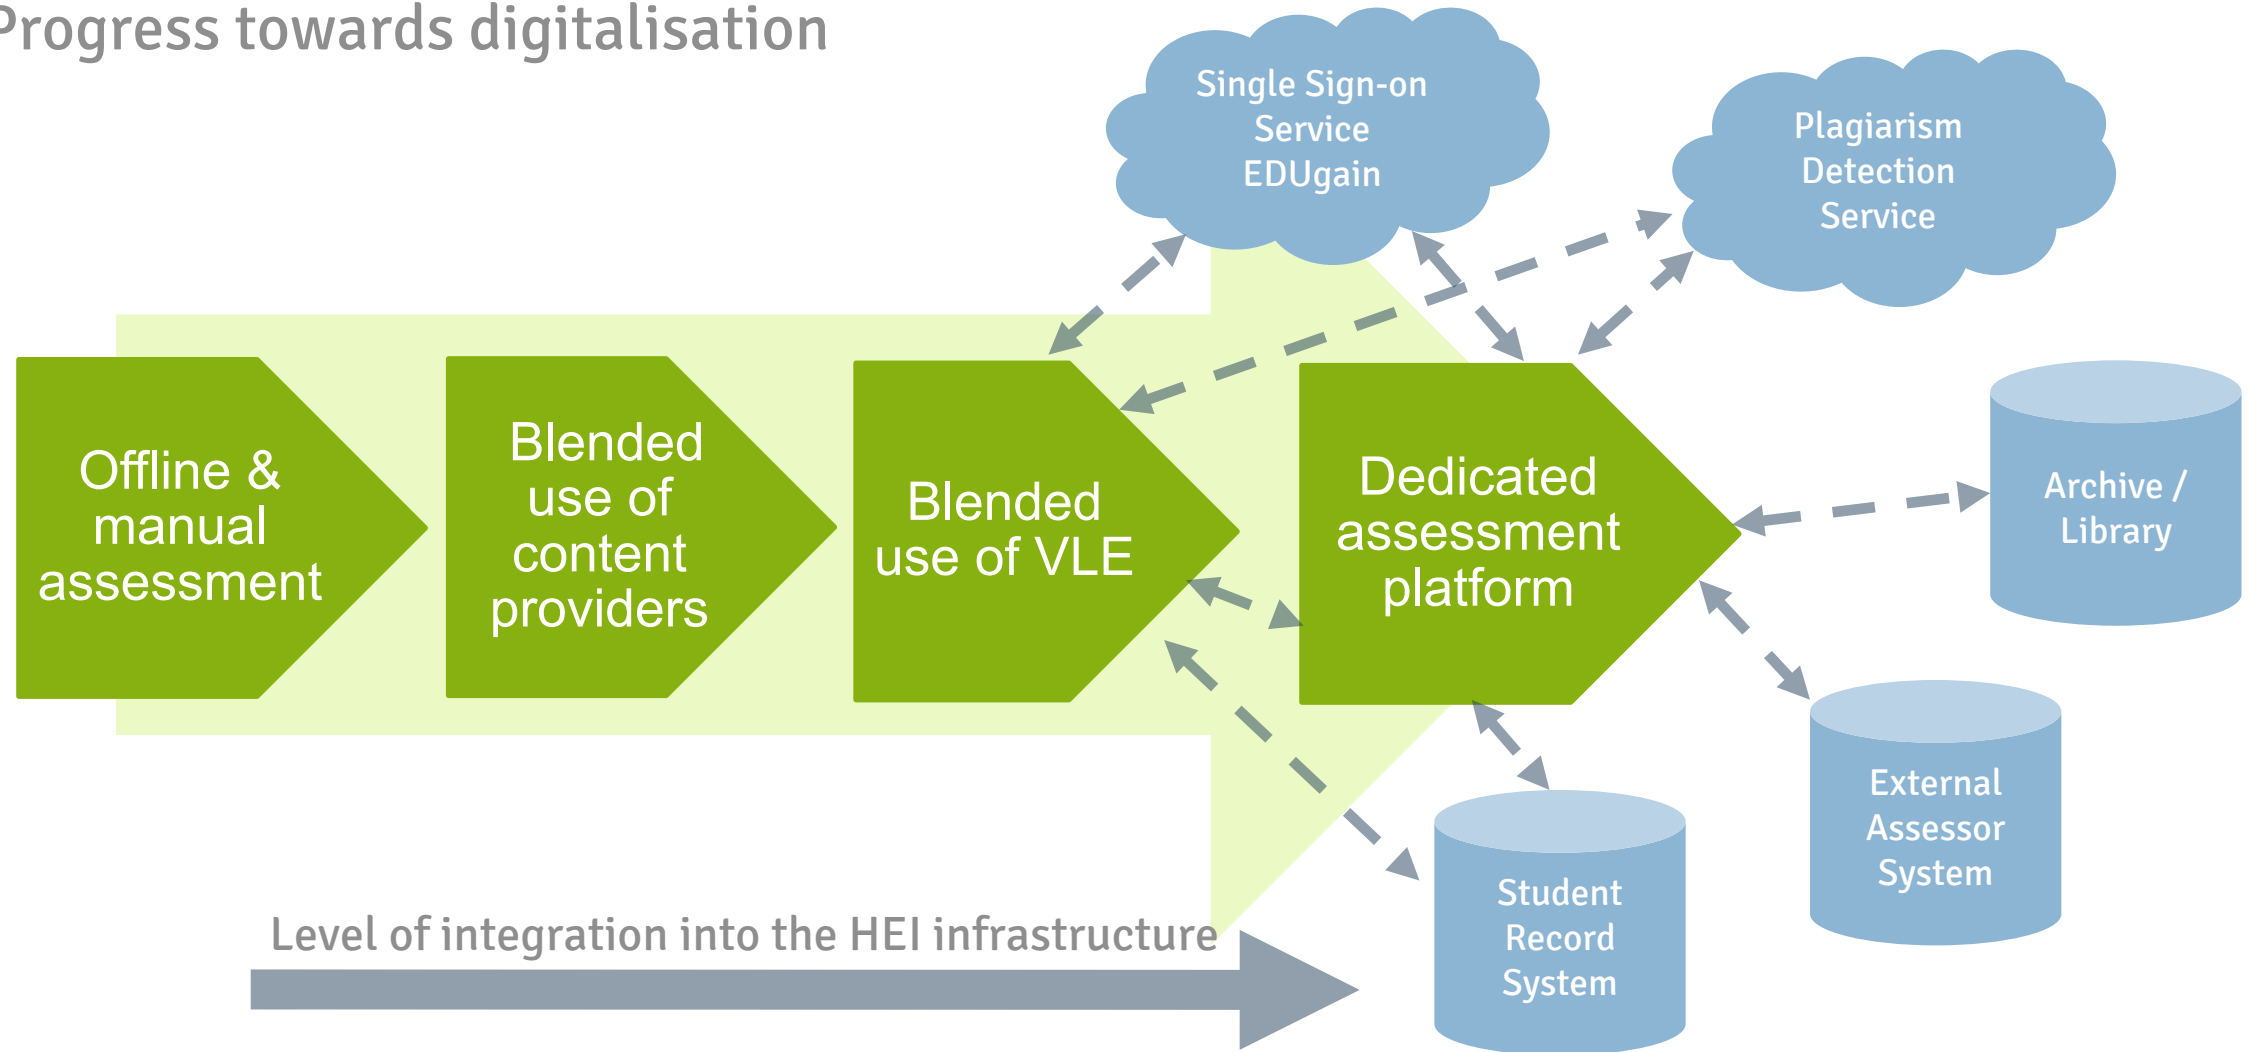 Progress towards digitalisation
Single Sign-on
Service
EDUgain
Plagiarism
Detection
Service
Offline &
manual
assessment
Blended
use of
content
providers
Blended
use of VLE
Dedicated
assessment
platform
Archive /
Library
External
Assessor
System
Student
Record
System
Level of integration into the HEI infrastructure